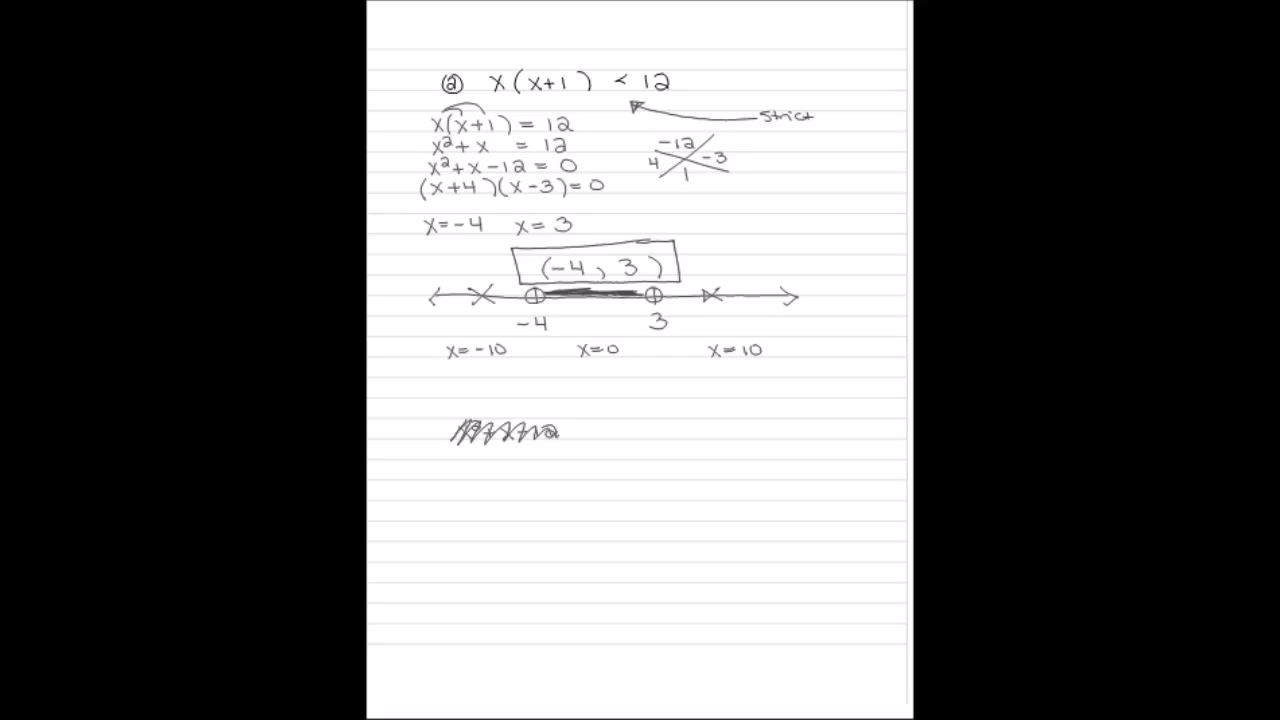 ② x(x+1) < 12
Strict
x(x+1) = 12
x²+x = 12
x²+x-12 = 0
(x+4)(x-3) = 0
-12
4 -3
1
x=-4 x=3
(-4, 3)
-4 3
x=-10 x=0 x=10